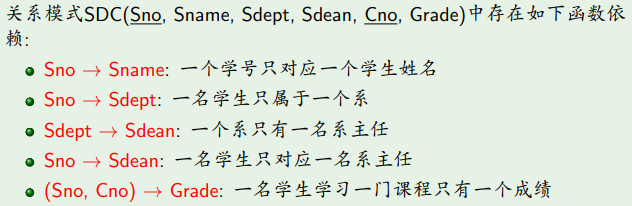 关系模式SDC(Sno, Sname, Sdept, Sdean, Cno, Grade)中存在如下函数依
赖:
Sno → Sname: 一个学号只对应一个学生姓名
Sno → Sdept: 一名学生只属于一个系
Sdept → Sdean: 一个系只有一名系主任
Sno → Sdean: 一名学生只对应一名系主任
(Sno, Cno) → Grade: 一名学生学习一门课程只有一个成绩